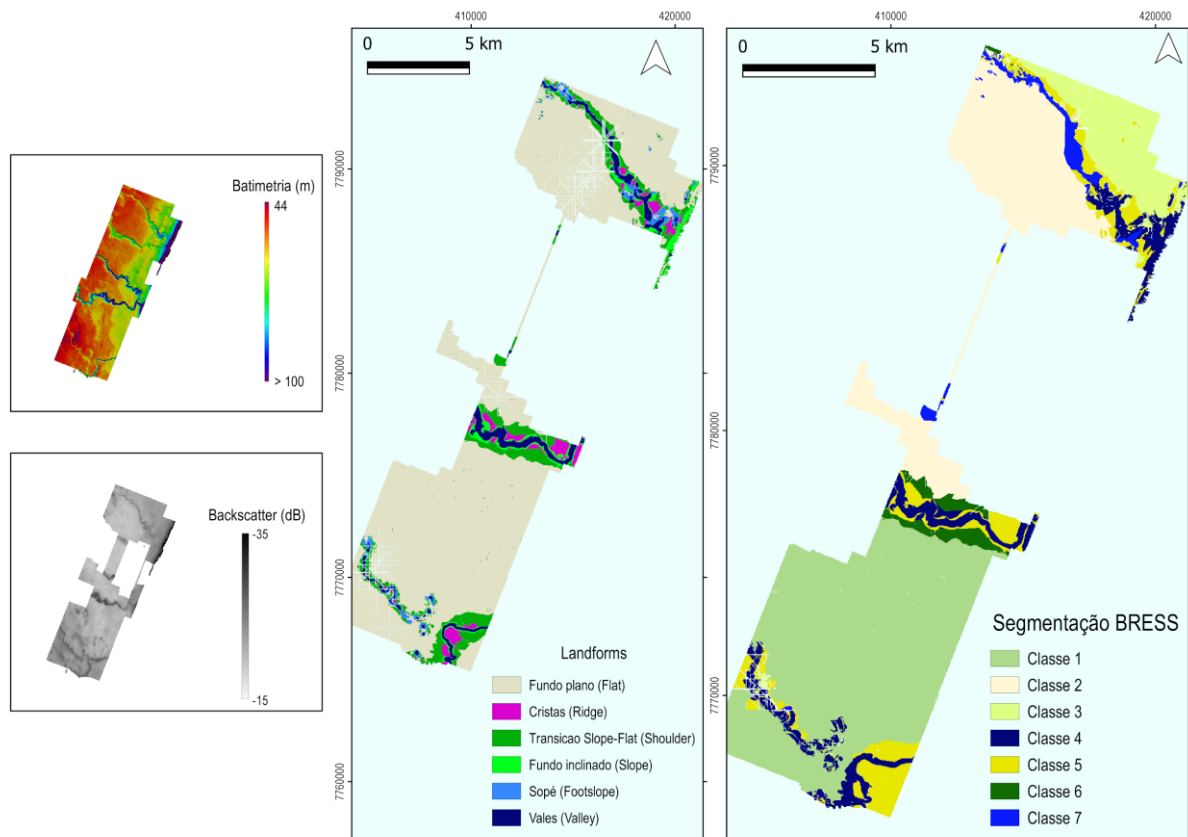 Batimetria (m)
44
> 100
Backscatter (dB)
-35
-15
410000
420000
0
5 km
7790000
7780000
7770000
7760000
Landforms
Fundo plano (Flat)
Cristas (Ridge)
Transicao Slope-Flat (Shoulder)
Fundo inclinado (Slope)
Sopé (Footslope)
Vales (Valley)
410000
420000
0
5 km
7790000
7780000
7770000
Segmentação BRESS
Classe 1
Classe 2
Classe 3
Classe 4
Classe 5
Classe 6
Classe 7